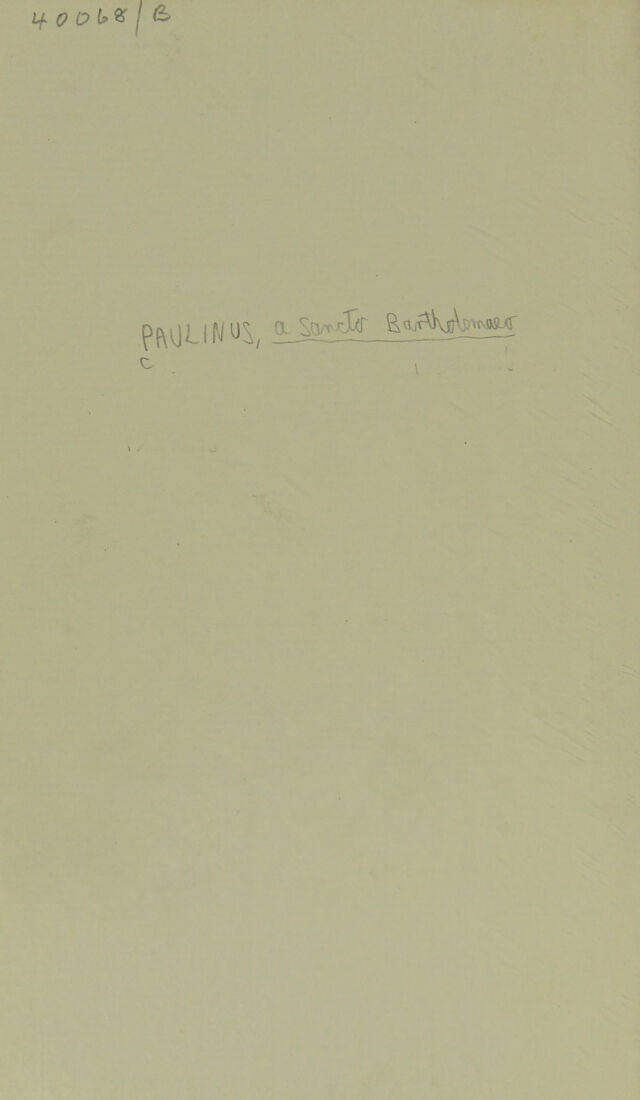 40068/B
PAULINUS, a Sancto Bartholomaeo
C